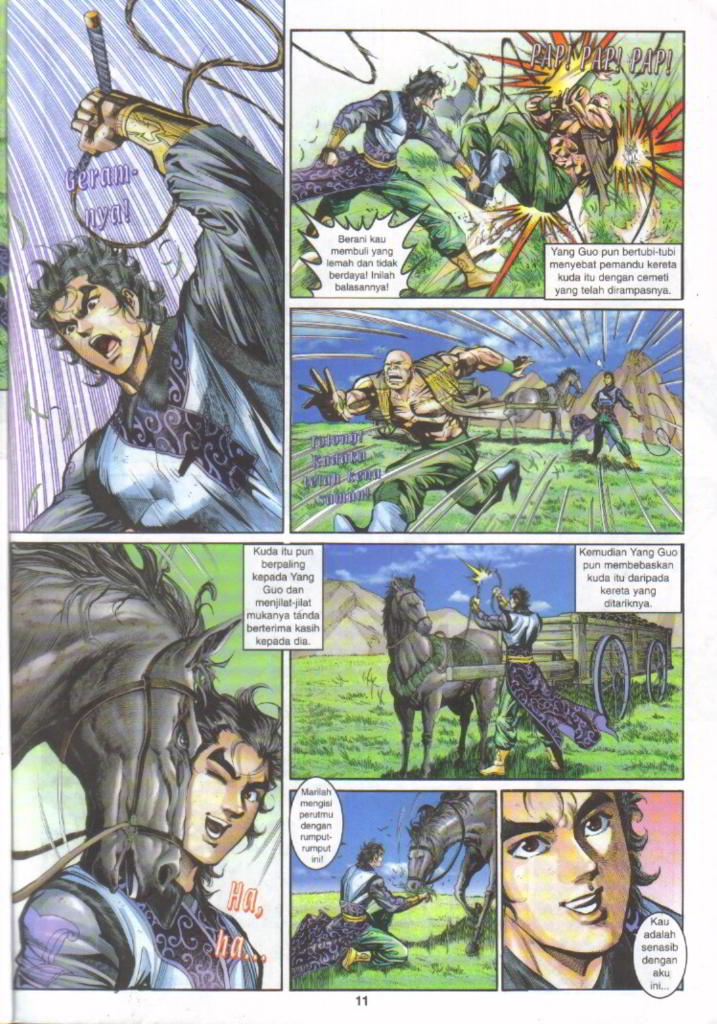 Geram-
nya!
PAP! PAP! PAP!
Berani kau
membuli yang
lemah dan tidak
berdaya! Inilah
balasannya!
Yang Guo pun bertubi-tubi
menyebat pemandu kereta
kuda itu dengan cemeti
yang telah dirampasnya.
Tolong!
telah kena
Kemudian Yang Guo
pun membebaskan
kuda itu daripada
kereta yang
ditariknya.
Kuda itu pun
berpaling
kepada Yang
Guo dan
menjilat-jilat
mukanya tanda
berterima kasih
kepada dia.
Ha,
ha...
Marilah
mengisi
perutmu
dengan
rumput-
rumput
ini!
Kau
adalah
senasib
dengan
aku
ini...
11